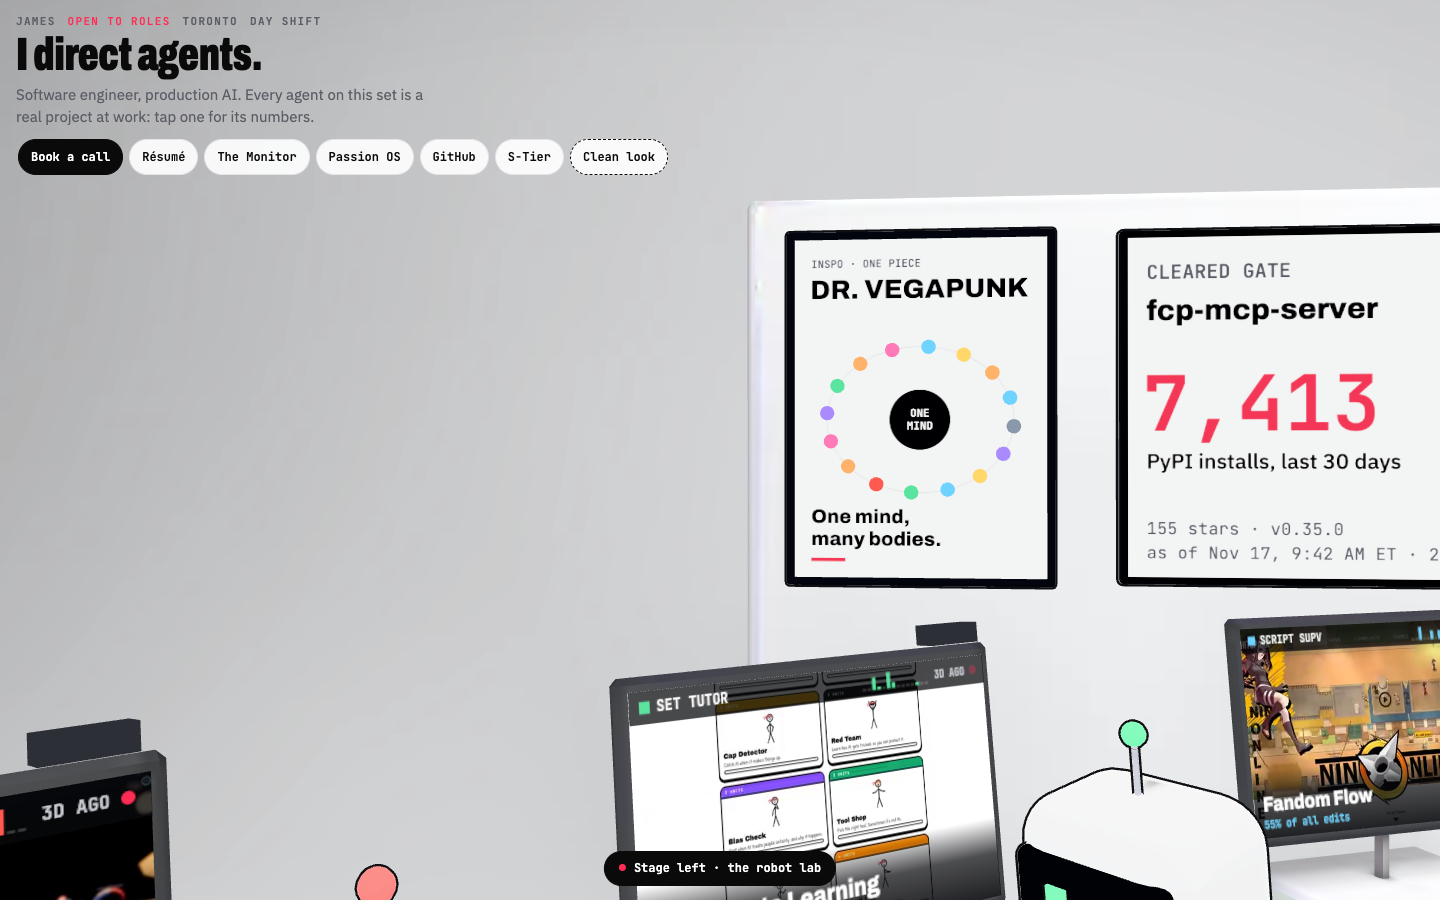 JAMES OPEN TO ROLES TORONTO DAY SHIFT
I direct agents.
Software engineer, production AI. Every agent on this set is a
real project at work: tap one for its numbers.
Book a call
Résumé
The Monitor
Passion OS
GitHub
S-Tier
Clean look
INSPO · ONE PIECE
DR. VEGAPUNK
ONE
MIND
One mind,
many bodies.
CLEARED GATE
fcp-mcp-server
7,413
PyPI installs, last 30 days
155 stars · v0.35.0
as of Nov 17, 9:42 AM ET · 2
3D AGO
SET TUTOR
3D AGO
Cap Detector
Red Team
Bias Check
Tool Shop
Learning
SCRIPT SUPV
Fandom Flow
55% of all edits
Stage left · the robot lab